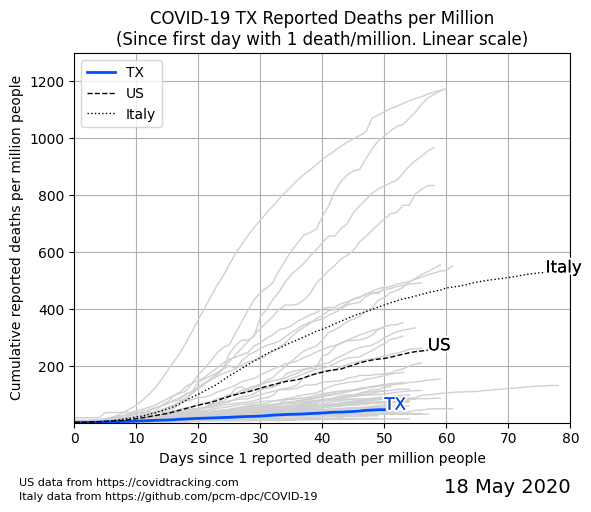 COVID-19 TX Reported Deaths per Million
(Since first day with 1 death/million. Linear scale)
Cumulative reported deaths per million people
1200
1000
800
600
400
200
TX
US
Italy
Italy
US
TX
0
10
20
30
40
50
60
70
80
Days since 1 reported death per million people
US data from https://covidtracking.com
Italy data from https://github.com/pcm-dpc/COVID-19
18 May 2020